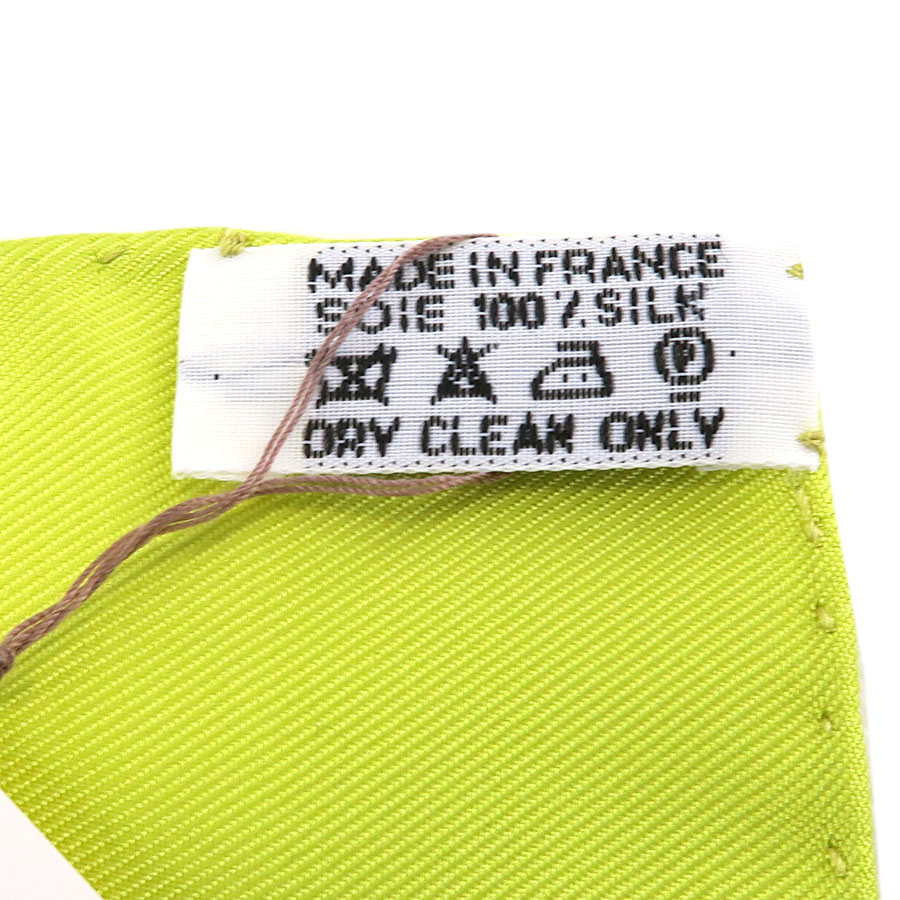 MADE IN FRANCE
SOIE 100% SILK
P
DRY CLEAN ONLY